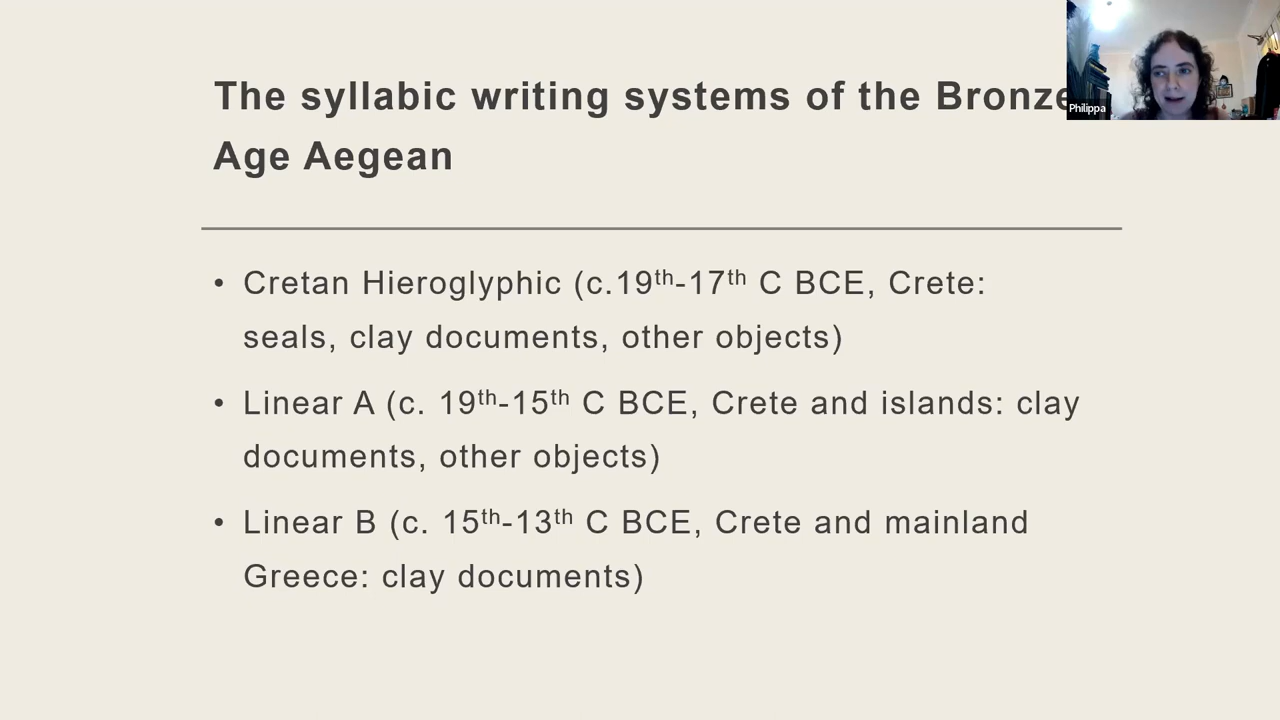 The syllabic writing systems of the Bronze
Age Aegean
Philippa
• Cretan Hieroglyphic (c.19th-17th C BCE, Crete:
seals, clay documents, other objects)
• Linear A (c. 19th-15th C BCE, Crete and islands: clay
documents, other objects)
• Linear B (c. 15th-13th C BCE, Crete and mainland
Greece: clay documents)